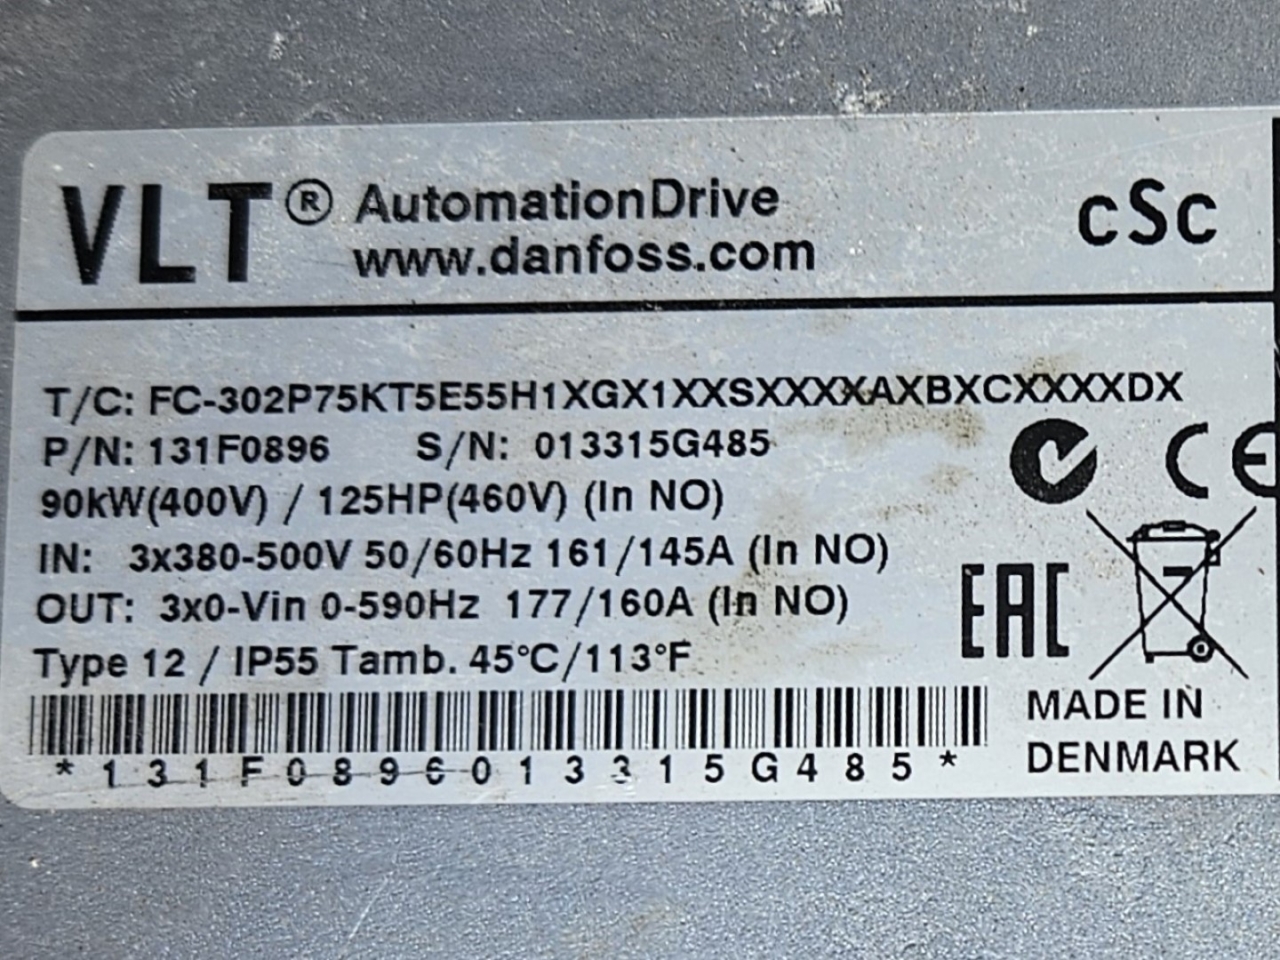 VLT® AutomationDrive
www.danfoss.com
cSc
T/C: FC-302P75KT5E55H1XGX1XXSXXXXAXBXCXXXXDX
P/N: 131F0896 S/N: 013315G485
90kW(400V) / 125HP(460V) (In NO)
IN: 3x380-500V 50/60Hz 161/145A (In NO)
OUT: 3x0-Vin 0-590Hz 177/160A (In NO)
Type 12 / IP55 Tamb. 45°C/113°F
*131F0896013315G485*
CE
EAC
MADE IN
DENMARK